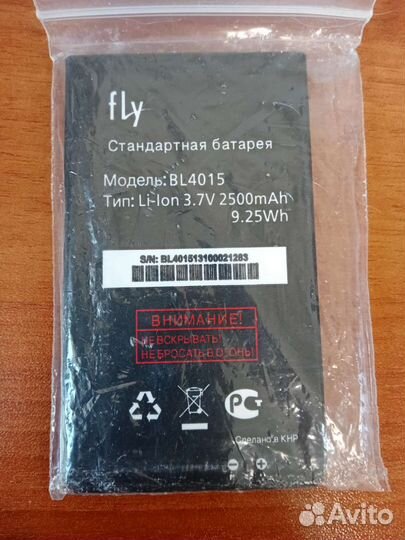 fly
Стандартная батарея
Модель: BL4015
Тип: Li-Ion 3.7V 2500mAh
9.25Wh
S/N: BL401513100021283
ВНИМАНИЕ!
НЕ ВСКРЫВАТЬ
НЕ БРОСАТЬ В ОГОНЬ!
РСТ
Сделано в КНР
Avito